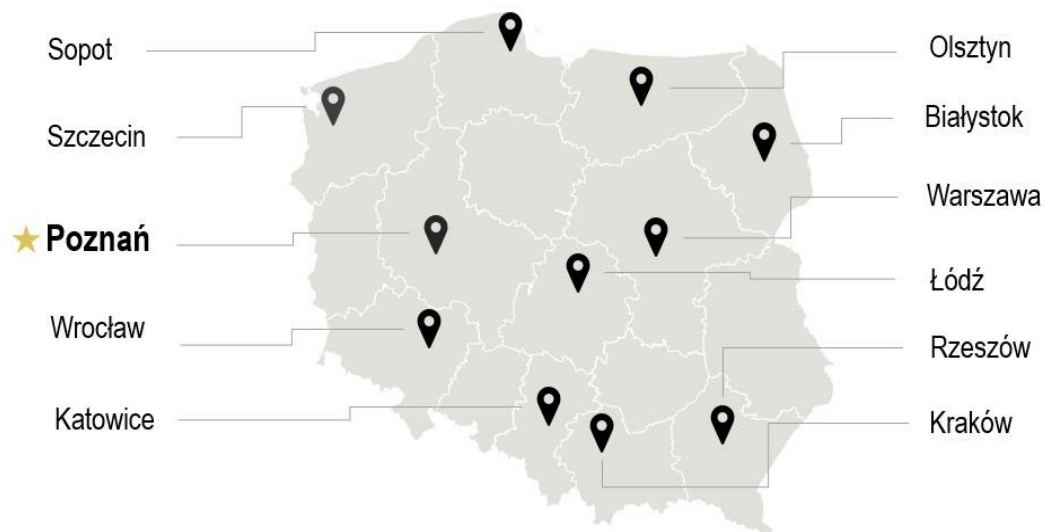 Sopot
Szczecin
Poznań
Wrocław
Katowice
Olsztyn
Białystok
Warszawa
Łódź
Rzeszów
Kraków